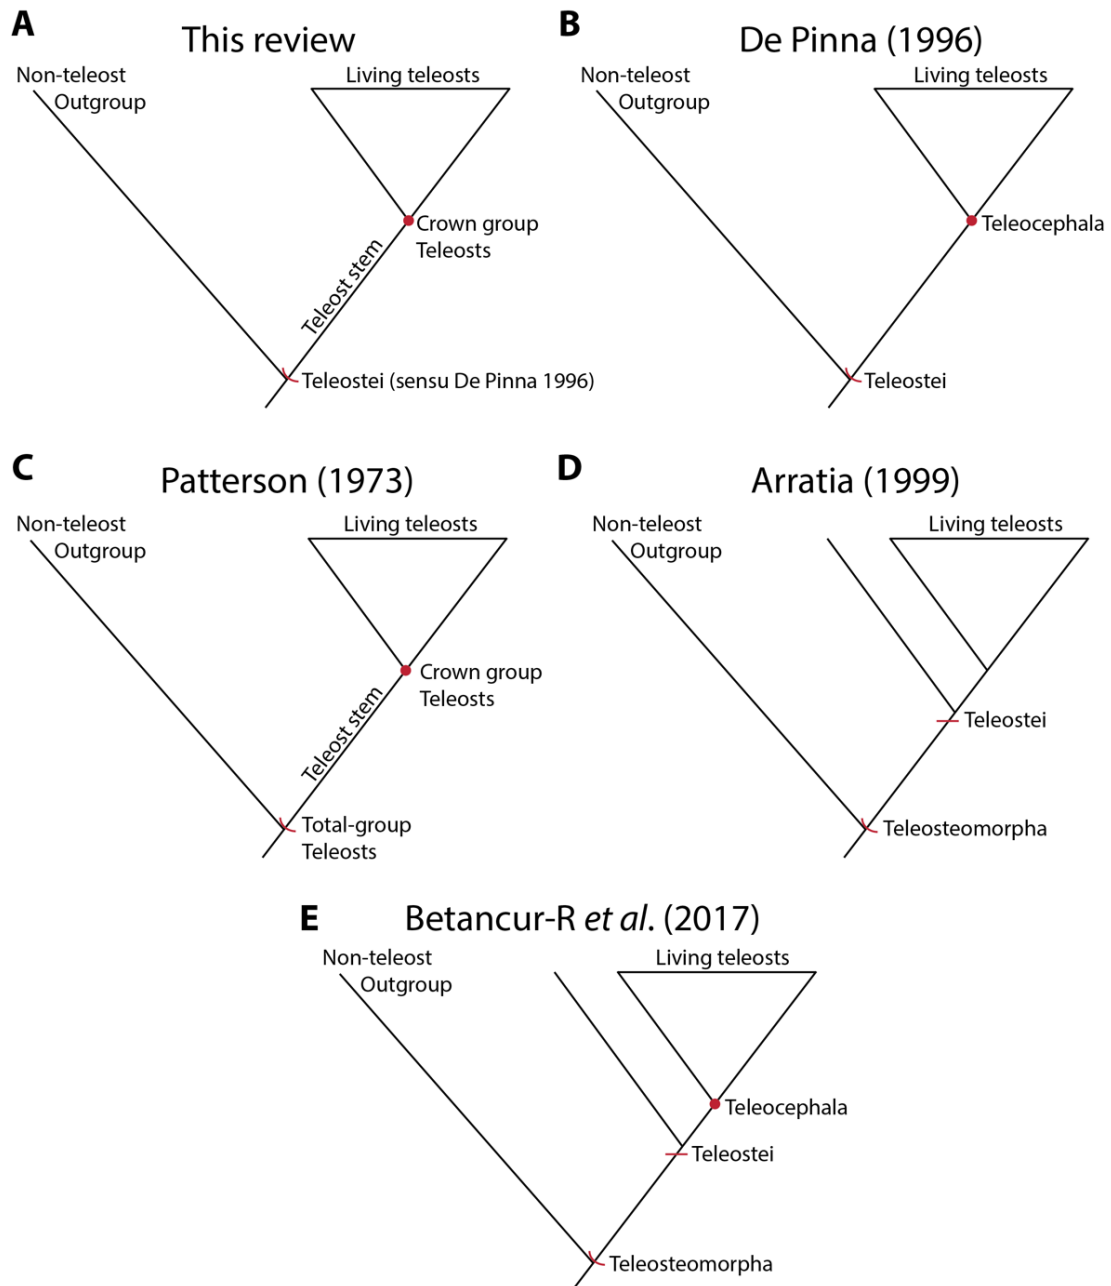 A
This review
Non-teleost
Outgroup
Living teleosts
Crown group
Teleosts
Teleost stem
Teleostei (sensu De Pinna 1996)
B
De Pinna (1996)
Non-teleost
Outgroup
Living teleosts
Teleocephala
Teleostei
C
Patterson (1973)
Non-teleost
Outgroup
Living teleosts
Crown group
Teleosts
Teleost stem
Total-group
Teleosts
D
Arratia (1999)
Non-teleost
Outgroup
Living teleosts
Teleostei
Teleosteomorpha
E
Betancur-R et al. (2017)
Non-teleost
Outgroup
Living teleosts
Teleocephala
Teleostei
Teleosteomorpha